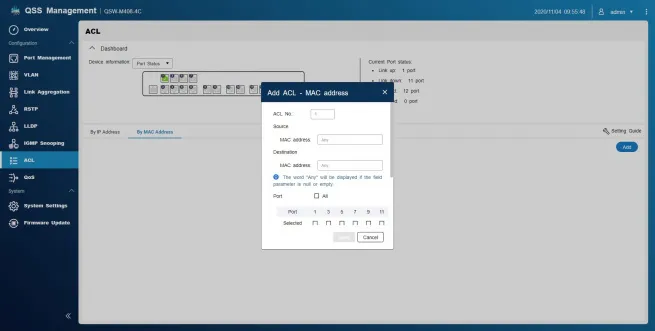 QSS Management | QSW-M408-4C
2020/11/04 09:55:48
admin
Overview
Configuration
Port Management
VLAN
Link Aggregation
RSTP
LLDP
IGMP Snooping
ACL
QoS
System
System Settings
Firmware Update
ACL
Dashboard
Device information
Port Status
Current Port status:
Link up: 1 port
Link down: 11 port
12 port
0 port
By IP Address
By MAC Address
Setting Guide
Add
Add ACL - MAC address
ACL No.
Source
MAC address: Any
Destination
MAC address: Any
The word "Any" will be displayed if the field
parameter is null or empty.
Port
All
Port 1 3 5 7 9 11
Selected
Cancel